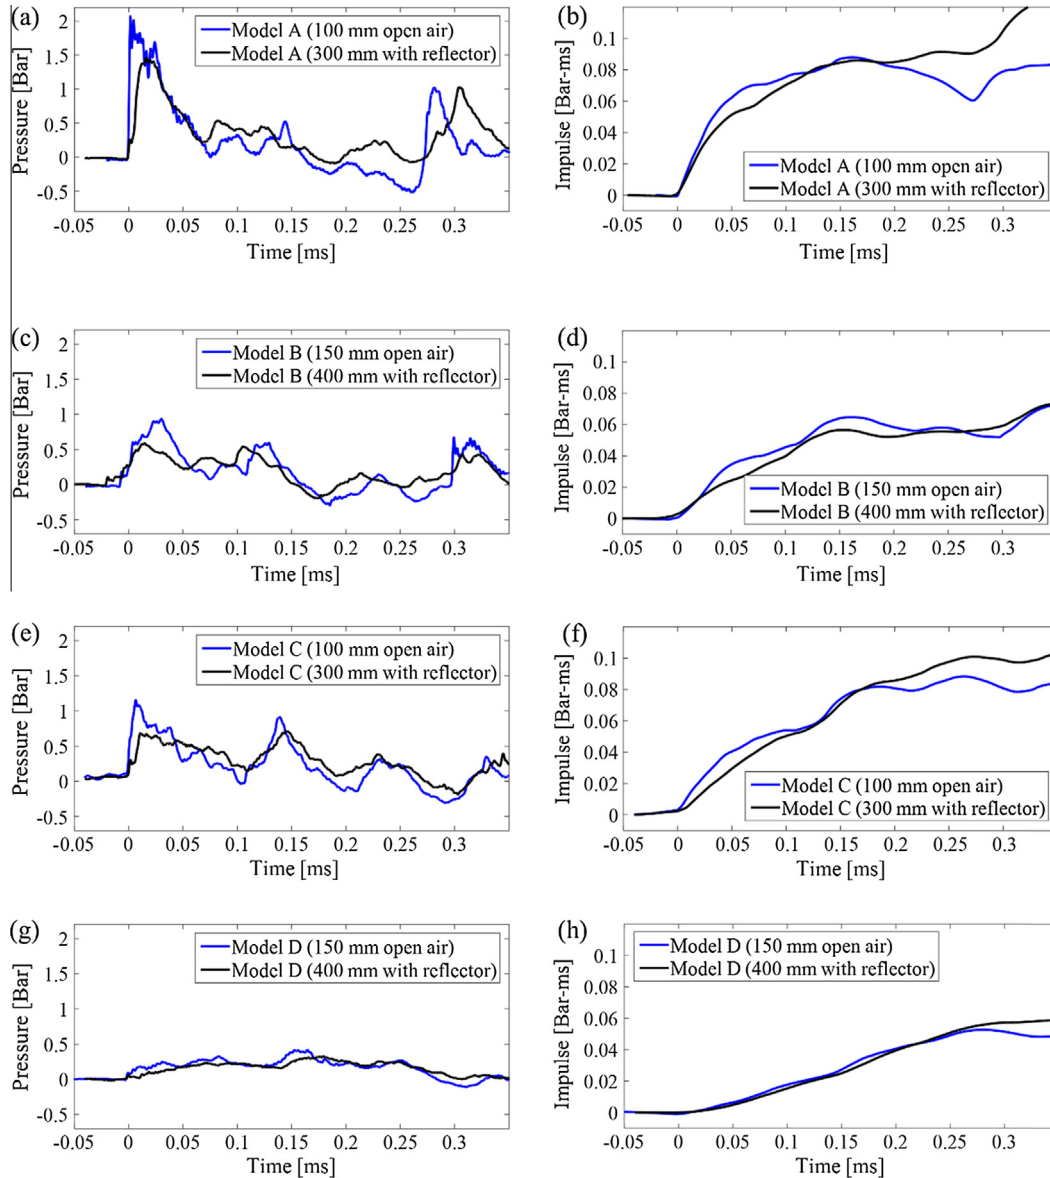 (a)
Pressure [Bar]
2
1.5
1
0.5
0
-0.5
Model A (100 mm open air)
Model A (300 mm with reflector)
-0.05 0 0.05 0.1 0.15 0.2 0.25 0.3
Time [ms]
(b)
Impulse [Bar-ms]
0.1
0.08
0.06
0.04
0.02
0
Model A (100 mm open air)
Model A (300 mm with reflector)
-0.05 0 0.05 0.1 0.15 0.2 0.25 0.3
Time [ms]
(c)
Pressure [Bar]
2
1.5
1
0.5
0
-0.5
Model B (150 mm open air)
Model B (400 mm with reflector)
-0.05 0 0.05 0.1 0.15 0.2 0.25 0.3
Time [ms]
(d)
Impulse [Bar-ms]
0.1
0.08
0.06
0.04
0.02
0
Model B (150 mm open air)
Model B (400 mm with reflector)
-0.05 0 0.05 0.1 0.15 0.2 0.25 0.3
Time [ms]
(e)
Pressure [Bar]
2
1.5
1
0.5
0
-0.5
Model C (100 mm open air)
Model C (300 mm with reflector)
-0.05 0 0.05 0.1 0.15 0.2 0.25 0.3
Time [ms]
(f)
Impulse [Bar-ms]
0.1
0.08
0.06
0.04
0.02
0
Model C (100 mm open air)
Model C (300 mm with reflector)
-0.05 0 0.05 0.1 0.15 0.2 0.25 0.3
Time [ms]
(g)
Pressure [Bar]
2
1.5
1
0.5
0
-0.5
Model D (150 mm open air)
Model D (400 mm with reflector)
-0.05 0 0.05 0.1 0.15 0.2 0.25 0.3
Time [ms]
(h)
Impulse [Bar-ms]
0.1
0.08
0.06
0.04
0.02
0
Model D (150 mm open air)
Model D (400 mm with reflector)
-0.05 0 0.05 0.1 0.15 0.2 0.25 0.3
Time [ms]